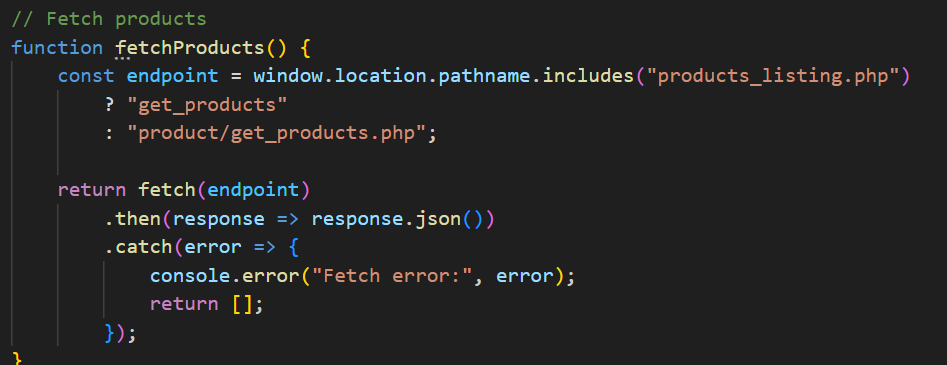 // Fetch products
function fetchProducts() {
    const endpoint = window.location.pathname.includes("products_listing.php")
        ? "get_products"
        : "product/get_products.php";
    return fetch(endpoint)
        .then(response => response.json())
        .catch(error => {
            console.error("Fetch error:", error);
            return [];
        });
}